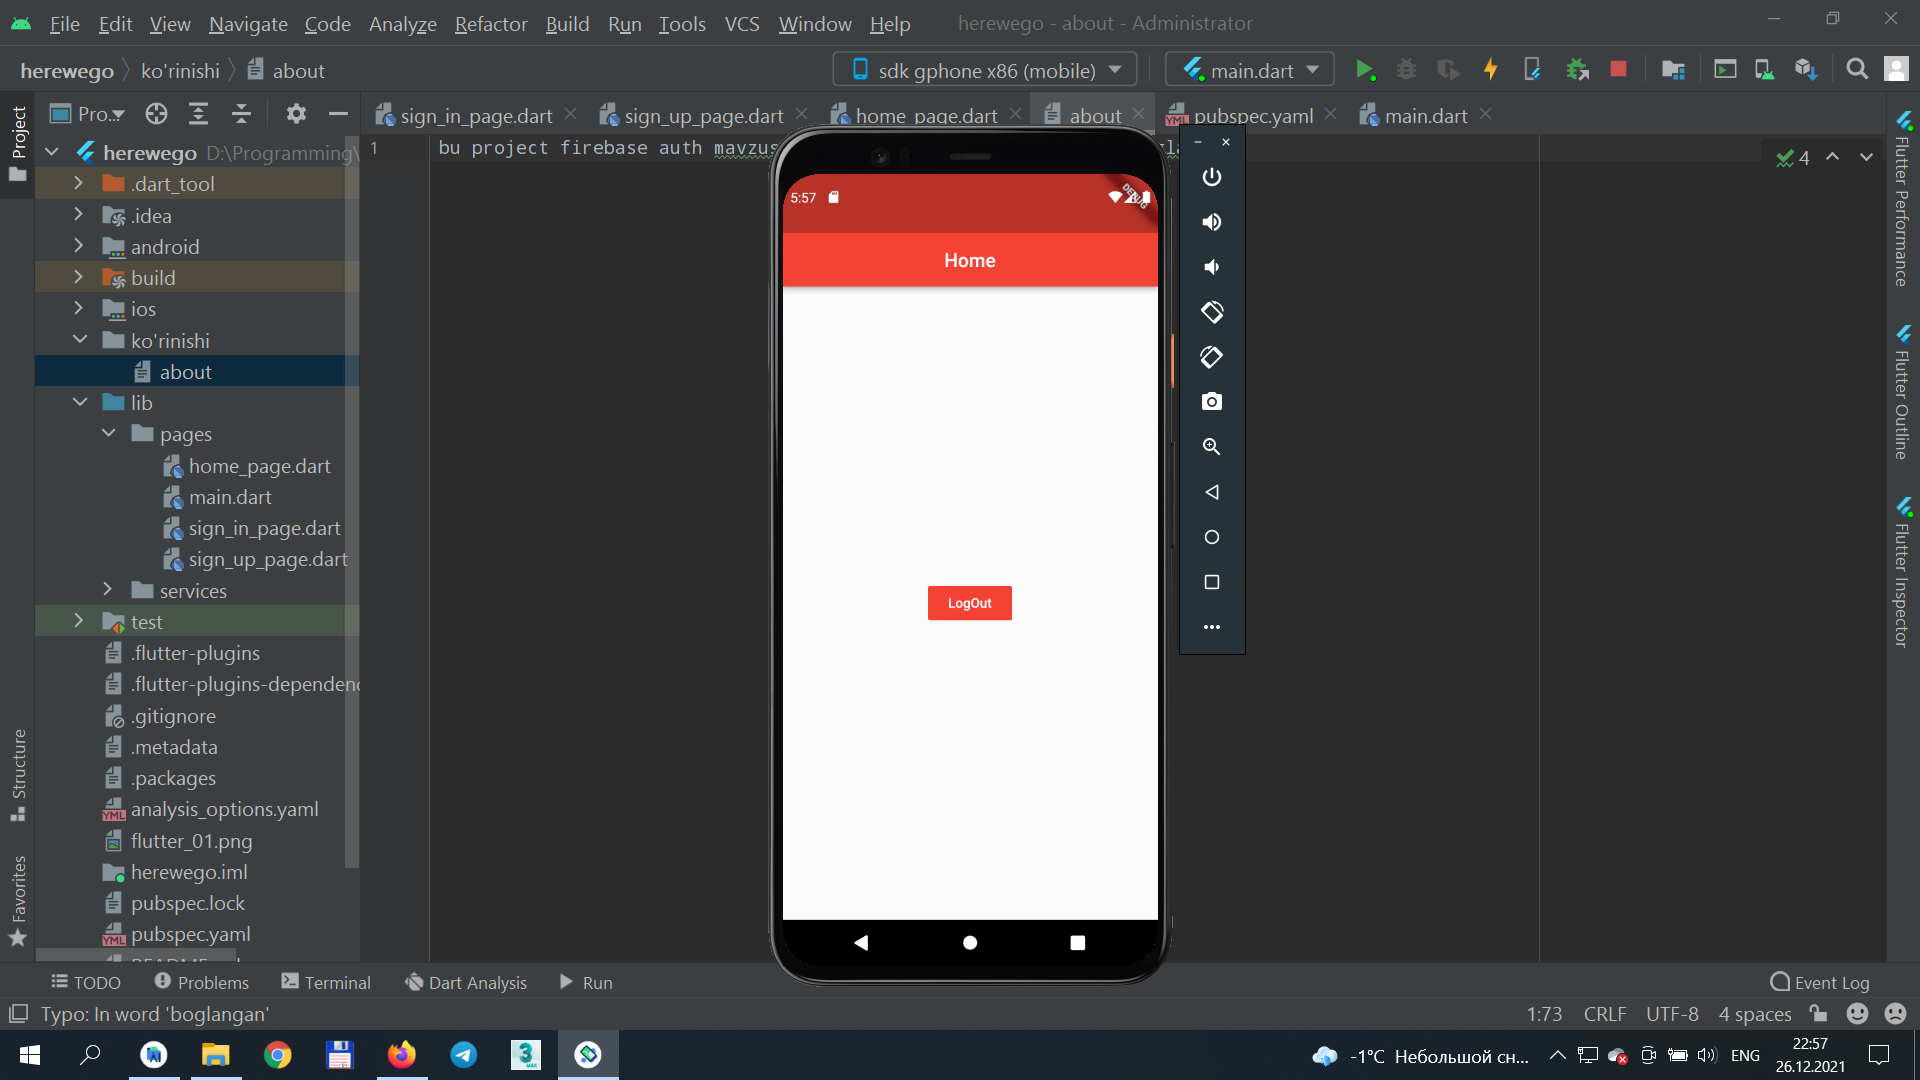 File Edit View Navigate Code Analyze Refactor Build Run Tools VCS Window Help herewego - about - Administrator
herewego ko'rinishi about sdk gphone x86 (mobile) main.dart
Project Pro... sign_in_page.dart sign_up_page.dart home_page.dart about pubspec.yaml main.dart
herewego D:\Programming\
.dart_tool
.idea
android
build
ios
ko'rinishi
about
lib
pages
home_page.dart
main.dart
sign_in_page.dart
sign_up_page.dart
services
test
.flutter-plugins
.flutter-plugins-dependenc
.gitignore
.metadata
.packages
analysis_options.yaml
flutter_01.png
herewego.iml
pubspec.lock
pubspec.yaml
Structure
Favorites
1 bu project firebase auth mavzus
4
5:57
DEBUG
Home
LogOut
Flutter Performance
Flutter Outline
Flutter Inspector
TODO Problems Terminal Dart Analysis Run Event Log
Typo: In word 'boglangan' 1:73 CRLF UTF-8 4 spaces
3 MAX -1°C Небольшой сн... ENG 22:57
26.12.2021